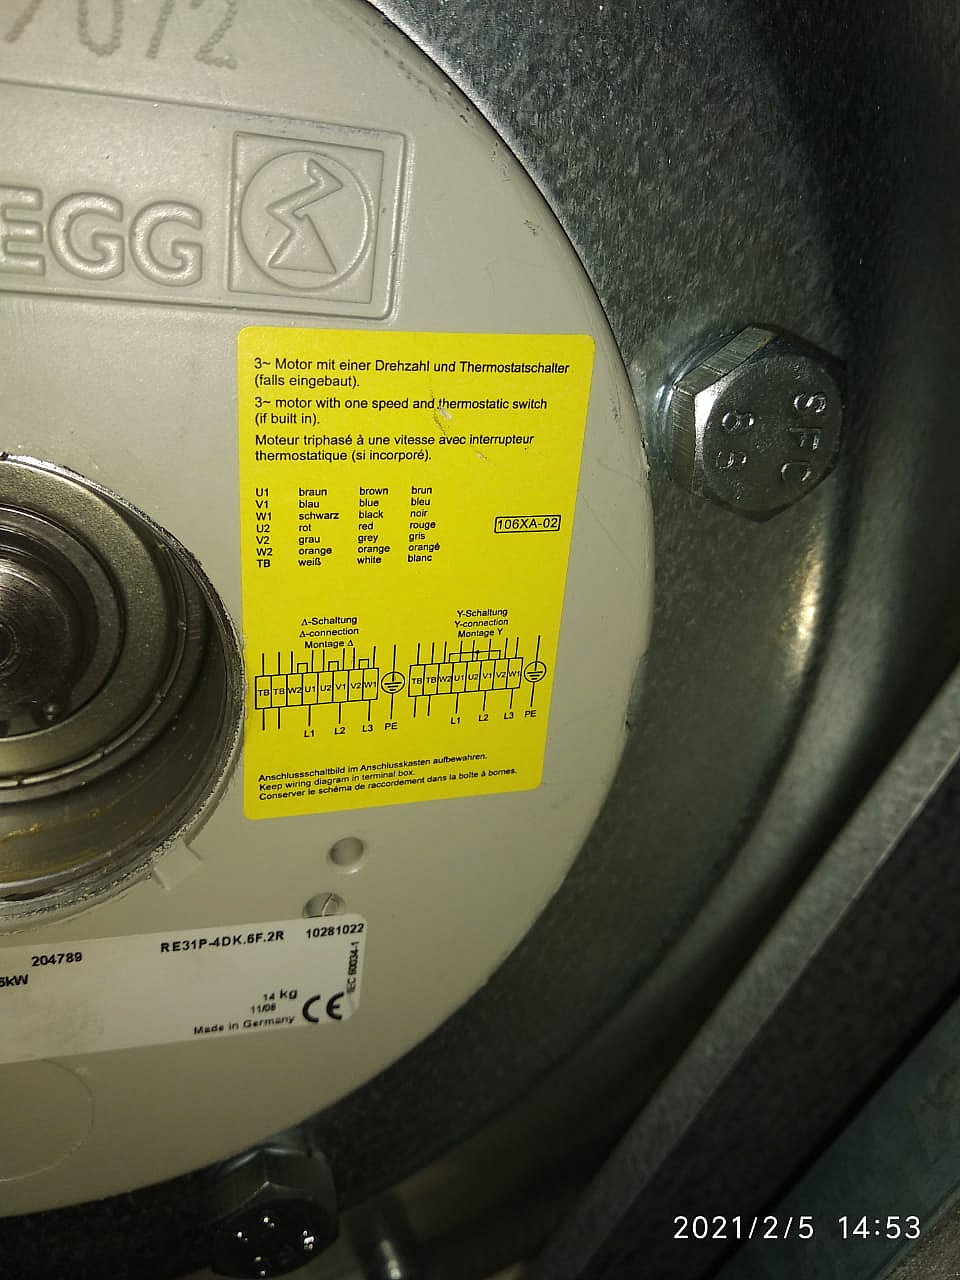 EGG
3~ Motor mit einer Drehzahl und Thermostatschalter
(falls eingebaut).
3~ motor with one speed and thermostatic switch
(if built in).
Moteur triphasé à une vitesse avec interrupteur
thermostatique (si incorporé).
U1 braun brown brun
V1 blau blue bleu
W1 schwarz black noir
U2 rot red rouge
V2 grau grey gris
W2 orange orange orangé
TB weiß white blanc
106XA-02
Δ-Schaltung
Δ-connection
Montage Δ
TB TB W2 U1 U2 V1 V2 W1
L1 L2 L3 PE
Y-Schaltung
Y-connection
Montage Y
TB TB W2 U1 U2 V1 V2 W1
L1 L2 L3 PE
Anschlussschaltbild im Anschlusskasten aufbewahren.
Keep wiring diagram in terminal box.
Conserver le schéma de raccordement dans la boîte à bornes.
SFC
8.6
204789 RE31P-4DK.6F.2R 10281022
kW
14 kg
11/06
Made in Germany
CE
IEC 60034-1
2021/2/5 14:53